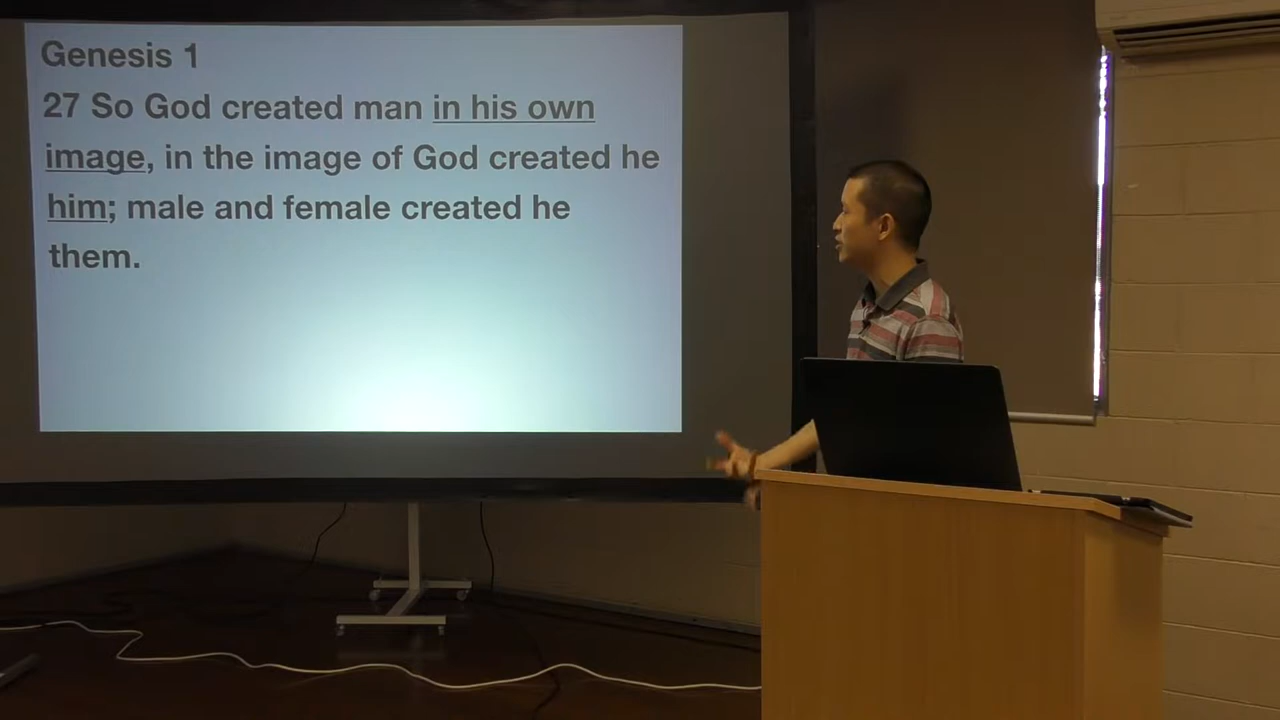 Genesis 1
27 So God created man in his own
image, in the image of God created he
him; male and female created he
them.